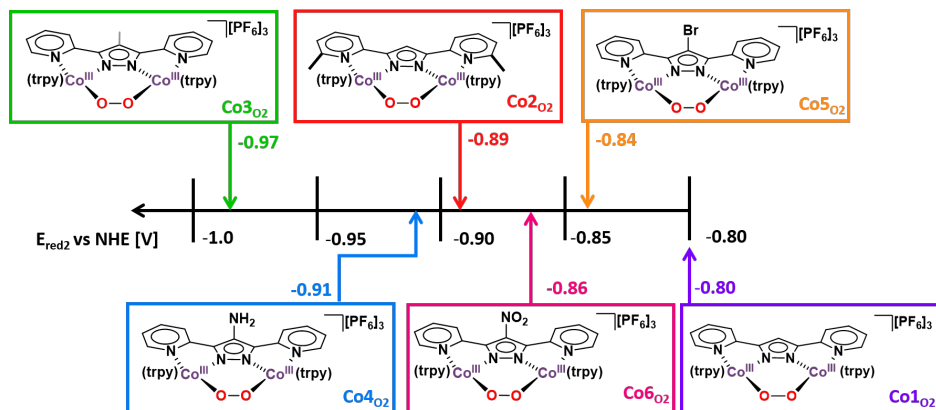 [PF6]3
N
N
N N
(trpy)CoIII
CoIII(trpy)
O O
Co3O2
[PF6]3
N
N
N N
(trpy)CoIII
CoIII(trpy)
O O
Co2O2
Br
[PF6]3
N
N
N N
(trpy)CoIII
CoIII(trpy)
O O
Co5O2
-0.97
-0.89
-0.84
Ered2 vs NHE [V]
-1.0
-0.95
-0.90
-0.85
-0.80
-0.91
-0.86
-0.80
NH2
[PF6]3
N
N
N N
(trpy)CoIII
CoIII(trpy)
O O
Co4O2
NO2
[PF6]3
N
N
N N
(trpy)CoIII
CoIII(trpy)
O O
Co6O2
[PF6]3
N
N
N N
(trpy)CoIII
CoIII(trpy)
O O
Co1O2